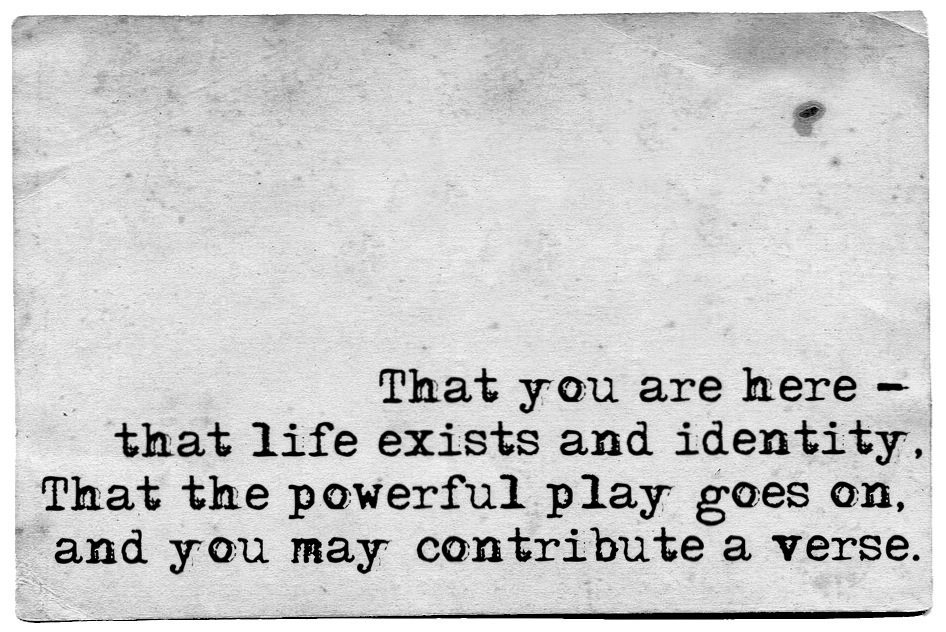 That you are here –
that life exists and identity,
That the powerful play goes on,
and you may contribute a verse.